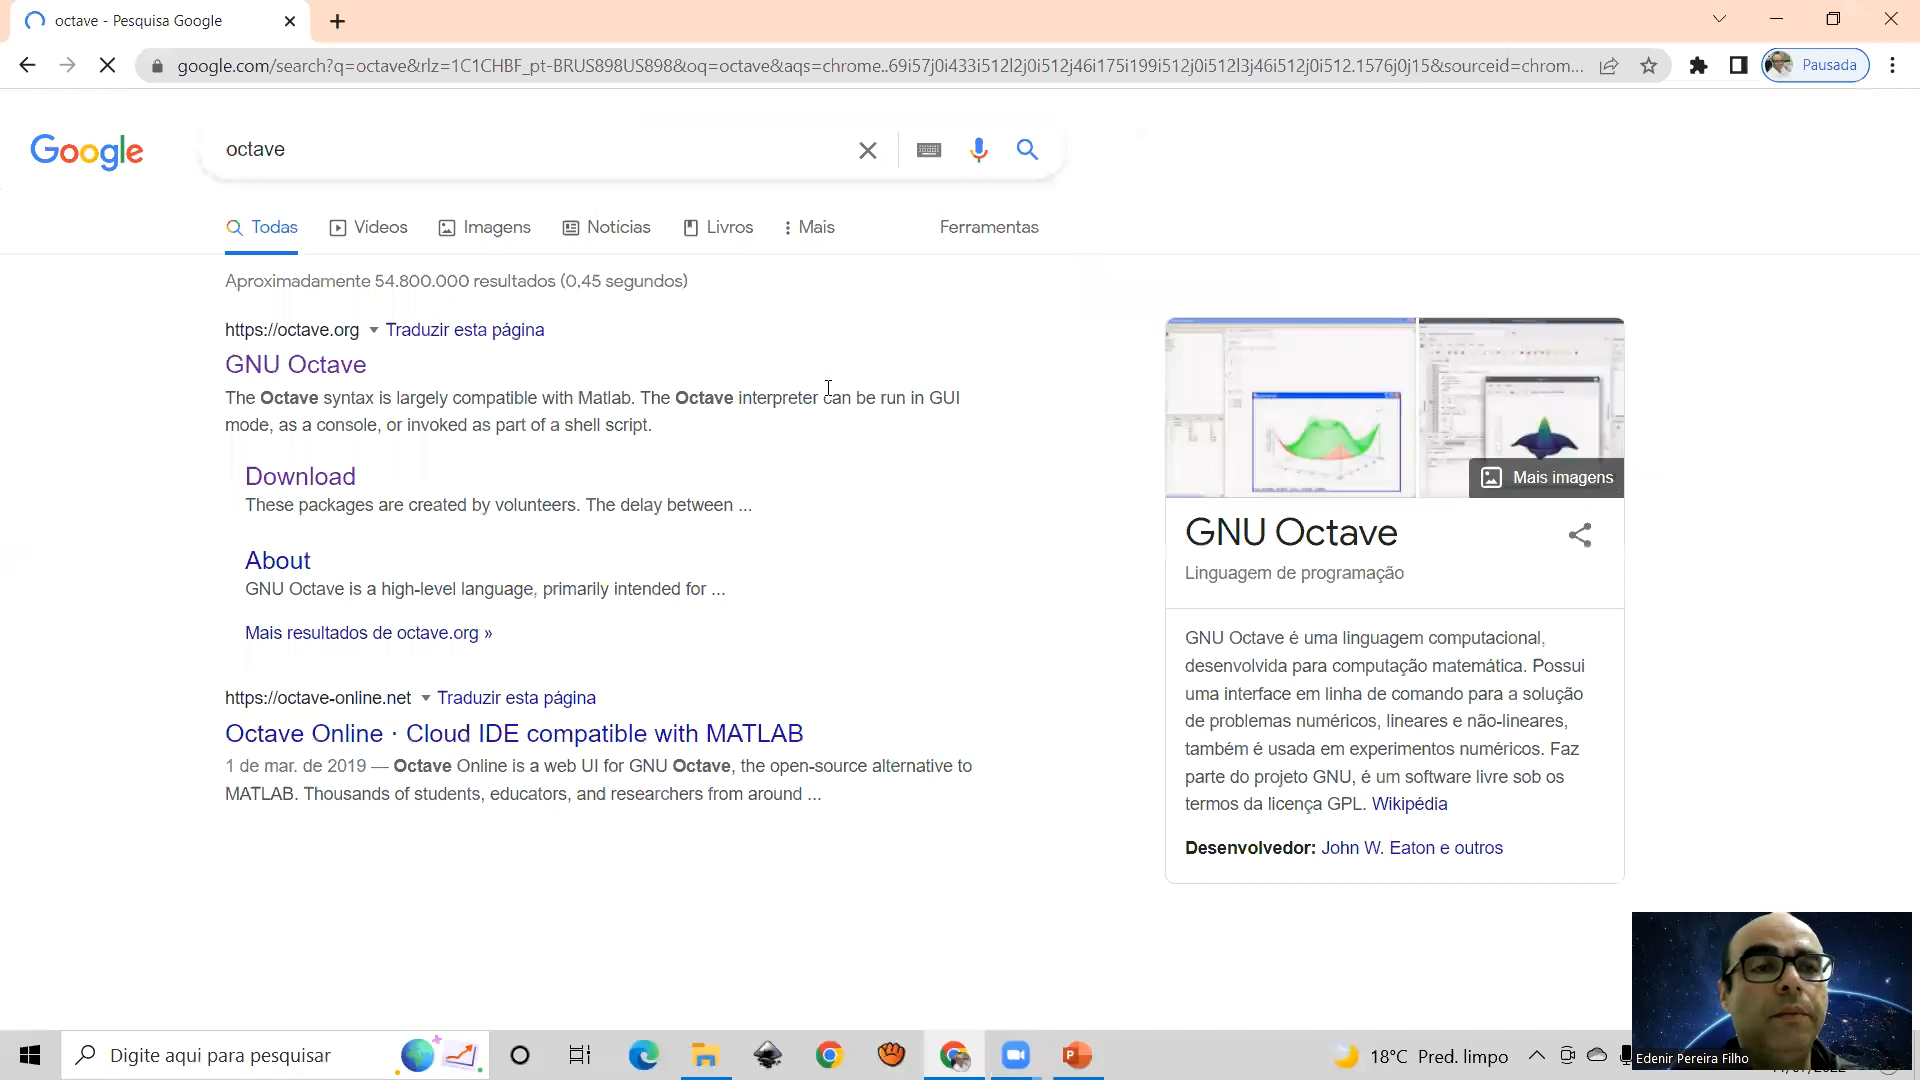 octave - Pesquisa Google
google.com/search?q=octave&rlz=1C1CHBF_pt-BRUS898US898&oq=octave&aqs=chrome..69i57j0i433i512l2j0i512j46i175i199i512j0i512l3j46i512j0i512.1576j0j15&sourceid=chrom...
Pausada
Google
octave
Todas
Vídeos
Imagens
Notícias
Livros
Mais
Ferramentas
Aproximadamente 54.800.000 resultados (0,45 segundos)
https://octave.org
Traduzir esta página
GNU Octave
The Octave syntax is largely compatible with Matlab. The Octave interpreter can be run in GUI
mode, as a console, or invoked as part of a shell script.
Download
These packages are created by volunteers. The delay between ...
About
GNU Octave is a high-level language, primarily intended for ...
Mais resultados de octave.org »
https://octave-online.net
Traduzir esta página
Octave Online · Cloud IDE compatible with MATLAB
1 de mar. de 2019 — Octave Online is a web UI for GNU Octave, the open-source alternative to
MATLAB. Thousands of students, educators, and researchers from around ...
Mais imagens
GNU Octave
Linguagem de programação
GNU Octave é uma linguagem computacional,
desenvolvida para computação matemática. Possui
uma interface em linha de comando para a solução
de problemas numéricos, lineares e não-lineares,
também é usada em experimentos numéricos. Faz
parte do projeto GNU, é um software livre sob os
termos da licença GPL. Wikipédia
Desenvolvedor: John W. Eaton e outros
Digite aqui para pesquisar
18°C Pred. limpo
Edenir Pereira Filho